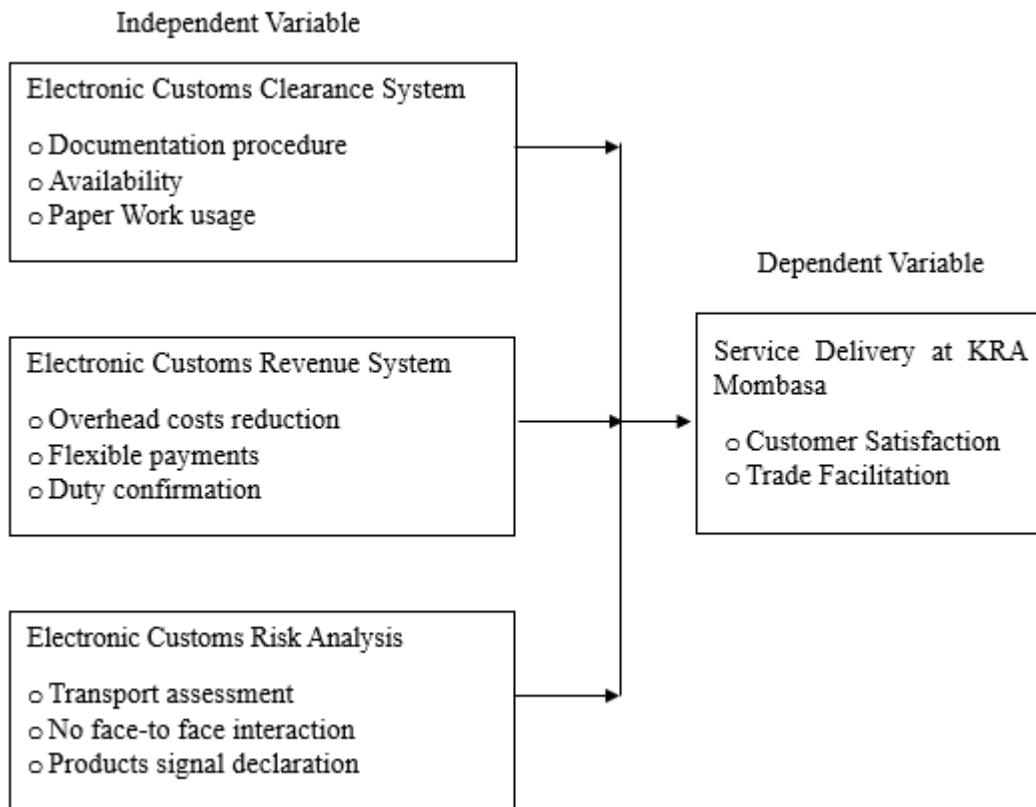 Independent Variable
Electronic Customs Clearance System
o Documentation procedure
o Availability
o Paper Work usage
Electronic Customs Revenue System
o Overhead costs reduction
o Flexible payments
o Duty confirmation
Electronic Customs Risk Analysis
o Transport assessment
o No face-to face interaction
o Products signal declaration
Dependent Variable
Service Delivery at KRA
Mombasa
o Customer Satisfaction
o Trade Facilitation